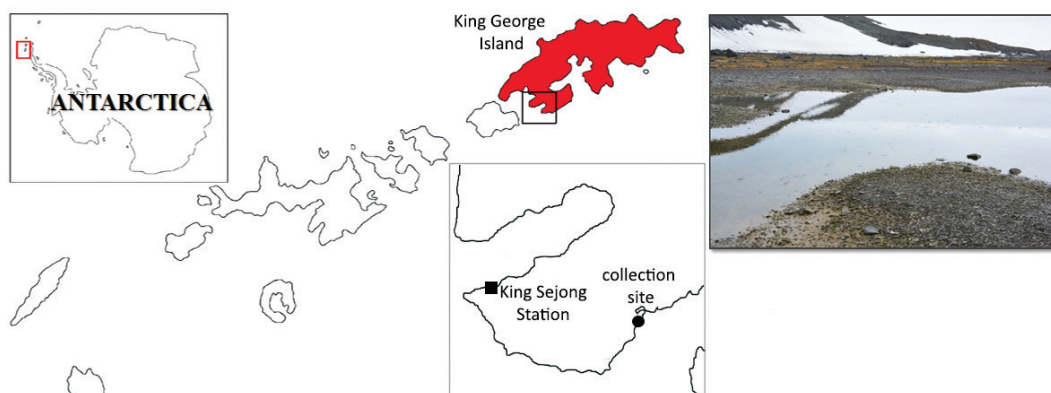 ANTARCTICA
King George
Island
King Sejong
Station
collection
site